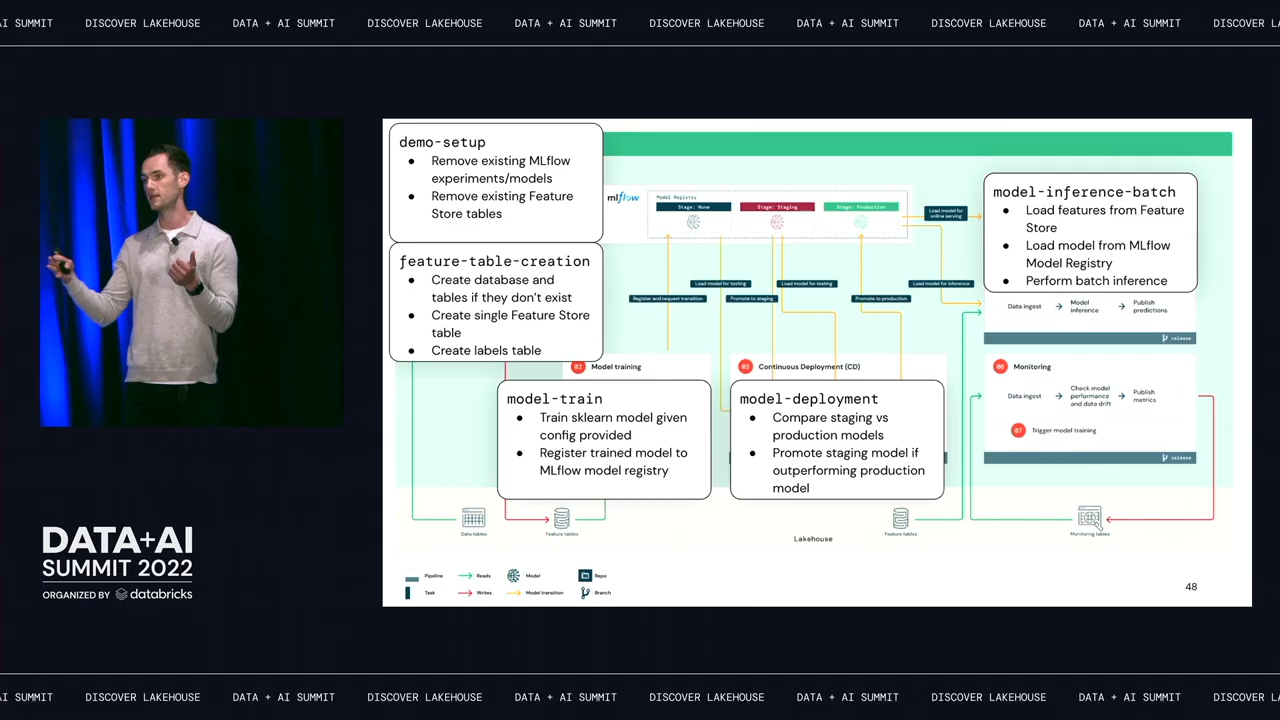 AI SUMMIT DISCOVER LAKEHOUSE DATA + AI SUMMIT DISCOVER LAKEHOUSE DATA + AI SUMMIT DISCOVER LAKEHOUSE DATA + AI SUMMIT DISCOVER LAKEHOUSE DATA + AI SUMMIT DISCOVER
demo-setup
● Remove existing MLflow
experiments/models
● Remove existing Feature
Store tables
feature-table-creation
● Create database and
tables if they don't exist
● Create single Feature Store
table
● Create labels table
mlflow
Model Registry
Stage: None
Stage: Staging
Stage: Production
Load model for
online serving
Load model for testing
Load model for testing
Load model for inference
Register and request transition
Promote to staging
Promote to production
model-inference-batch
● Load features from Feature
Store
● Load model from MLflow
Model Registry
● Perform batch inference
Data ingest
Model
inference
Publish
predictions
release
02 Model training
03 Continuous Deployment (CD)
06 Monitoring
model-train
● Train sklearn model given
config provided
● Register trained model to
MLflow model registry
model-deployment
● Compare staging vs
production models
● Promote staging model if
outperforming production
model
Data ingest
Check model
performance
and data drift
Publish
metrics
07 Trigger model training
release
Data tables
Feature tables
Feature tables
Monitoring tables
Lakehouse
Pipeline
Reads
Model
Repo
Task
Writes
Model transition
Branch
48
DATA+AI
SUMMIT 2022
ORGANIZED BY databricks
AI SUMMIT DISCOVER LAKEHOUSE DATA + AI SUMMIT DISCOVER LAKEHOUSE DATA + AI SUMMIT DISCOVER LAKEHOUSE DATA + AI SUMMIT DISCOVER LAKEHOUSE DATA + AI SUMMIT DISCOVER